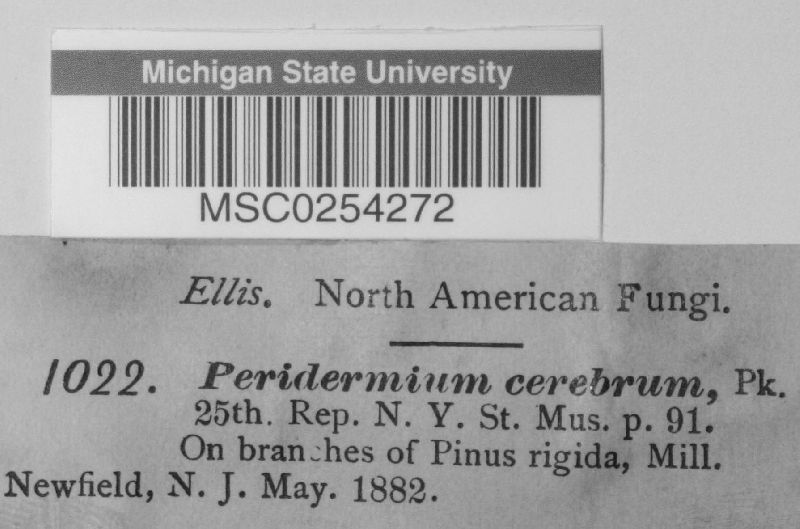 Michigan State University
MSC0254272
Ellis. North American Fungi.
1022. Peridermium cerebrum, Pk.
25th. Rep. N. Y. St. Mus. p. 91.
On branches of Pinus rigida, Mill.
Newfield, N. J. May. 1882.